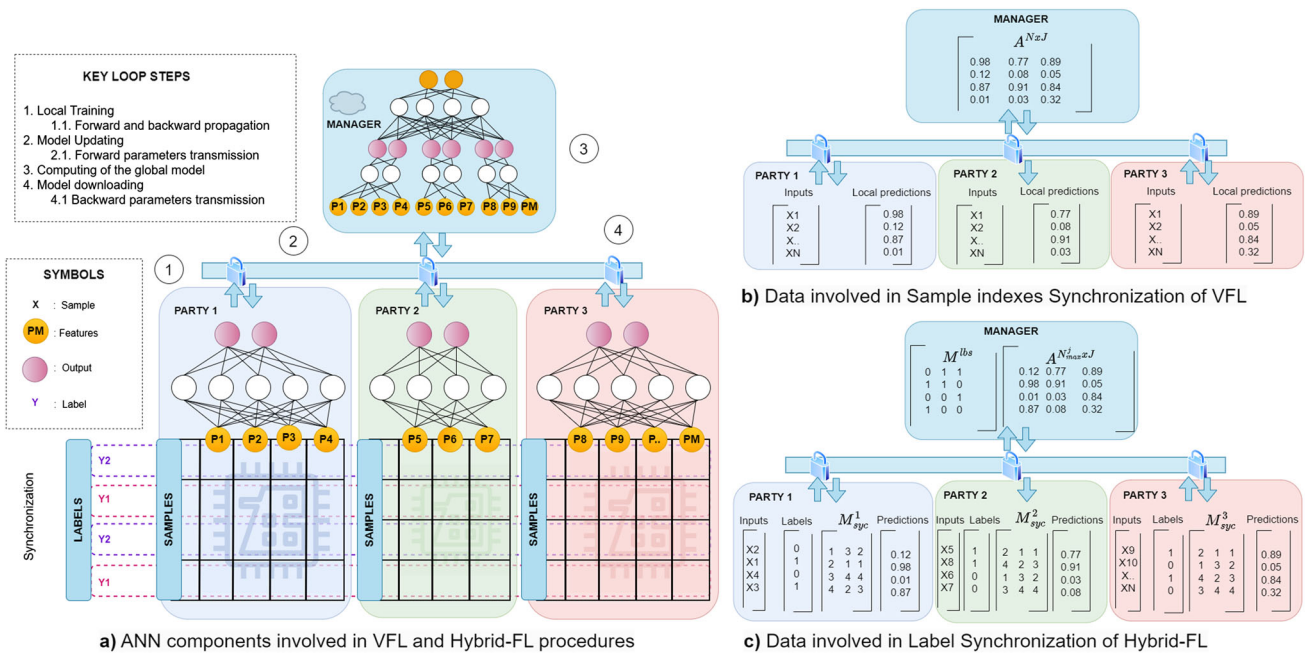 KEY LOOP STEPS
1. Local Training
1.1. Forward and backward propagation
2. Model Updating
2.1. Forward parameters transmission
3. Computing of the global model
4. Model downloading
4.1 Backward parameters transmission
MANAGER
P1 P2 P3 P4 P5 P6 P7 P8 P9 PM
3
2
4
1
SYMBOLS
X : Sample
PM : Features
: Output
Y : Label
PARTY 1
PARTY 2
PARTY 3
P1 P2 P3 P4
P5 P6 P7
P8 P9 P.. PM
Synchronization
LABELS
Y2
Y1
Y2
Y1
SAMPLES
SAMPLES
SAMPLES
a) ANN components involved in VFL and Hybrid-FL procedures
MANAGER
A^{NxJ}
0.98 0.77 0.89
0.12 0.08 0.05
0.87 0.91 0.84
0.01 0.03 0.32
PARTY 1
Inputs Local predictions
X1 0.98
X2 0.12
X.. 0.87
XN 0.01
PARTY 2
Inputs Local predictions
X1 0.77
X2 0.08
X.. 0.91
XN 0.03
PARTY 3
Inputs Local predictions
X1 0.89
X2 0.05
X.. 0.84
XN 0.32
b) Data involved in Sample indexes Synchronization of VFL
MANAGER
M^{lbs} A^{N^j_{max}xJ}
0 1 1 0.12 0.77 0.89
1 1 0 0.98 0.91 0.05
0 0 1 0.01 0.03 0.84
1 0 0 0.87 0.08 0.32
PARTY 1
Inputs Labels M^1_{syc} Predictions
X2 0 1 3 2 0.12
X1 1 2 1 1 0.98
X4 0 3 4 4 0.01
X3 1 4 2 3 0.87
PARTY 2
Inputs Labels M^2_{syc} Predictions
X5 1 2 1 1 0.77
X8 1 4 2 3 0.91
X6 0 1 3 2 0.03
X7 0 3 4 4 0.08
PARTY 3
Inputs Labels M^3_{syc} Predictions
X9 1 2 1 1 0.89
X10 0 1 3 2 0.05
X.. 1 4 2 3 0.84
XN 0 3 4 4 0.32
c) Data involved in Label Synchronization of Hybrid-FL